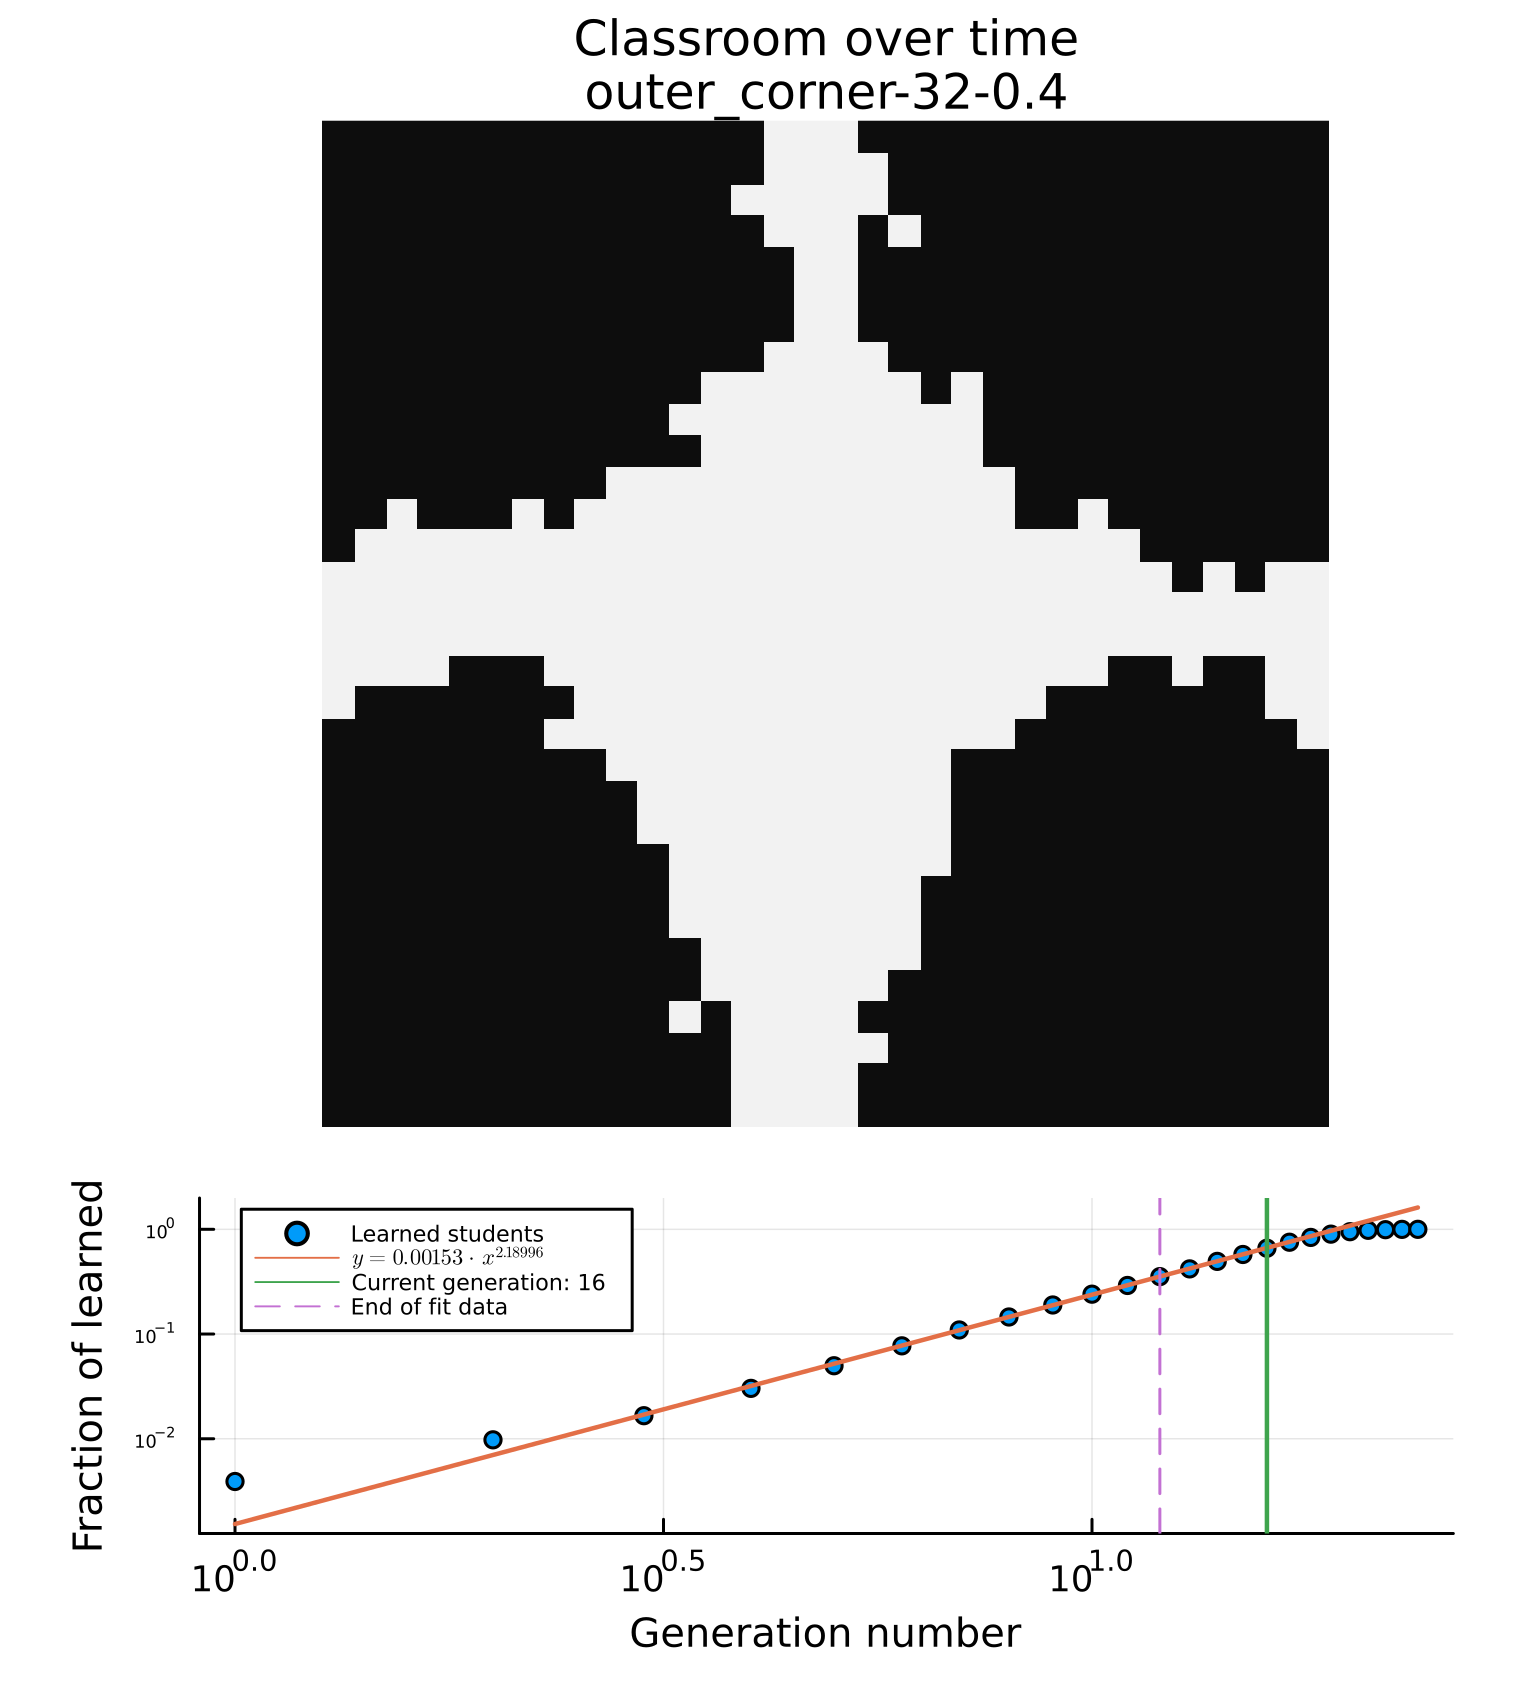 Classroom over time
outer_corner-32-0.4
Fraction of learned
10⁰
10⁻¹
10⁻²
Learned students
y = 0.00153 · x^2.18996
Current generation: 16
End of fit data
10^0.0
10^0.5
10^1.0
Generation number